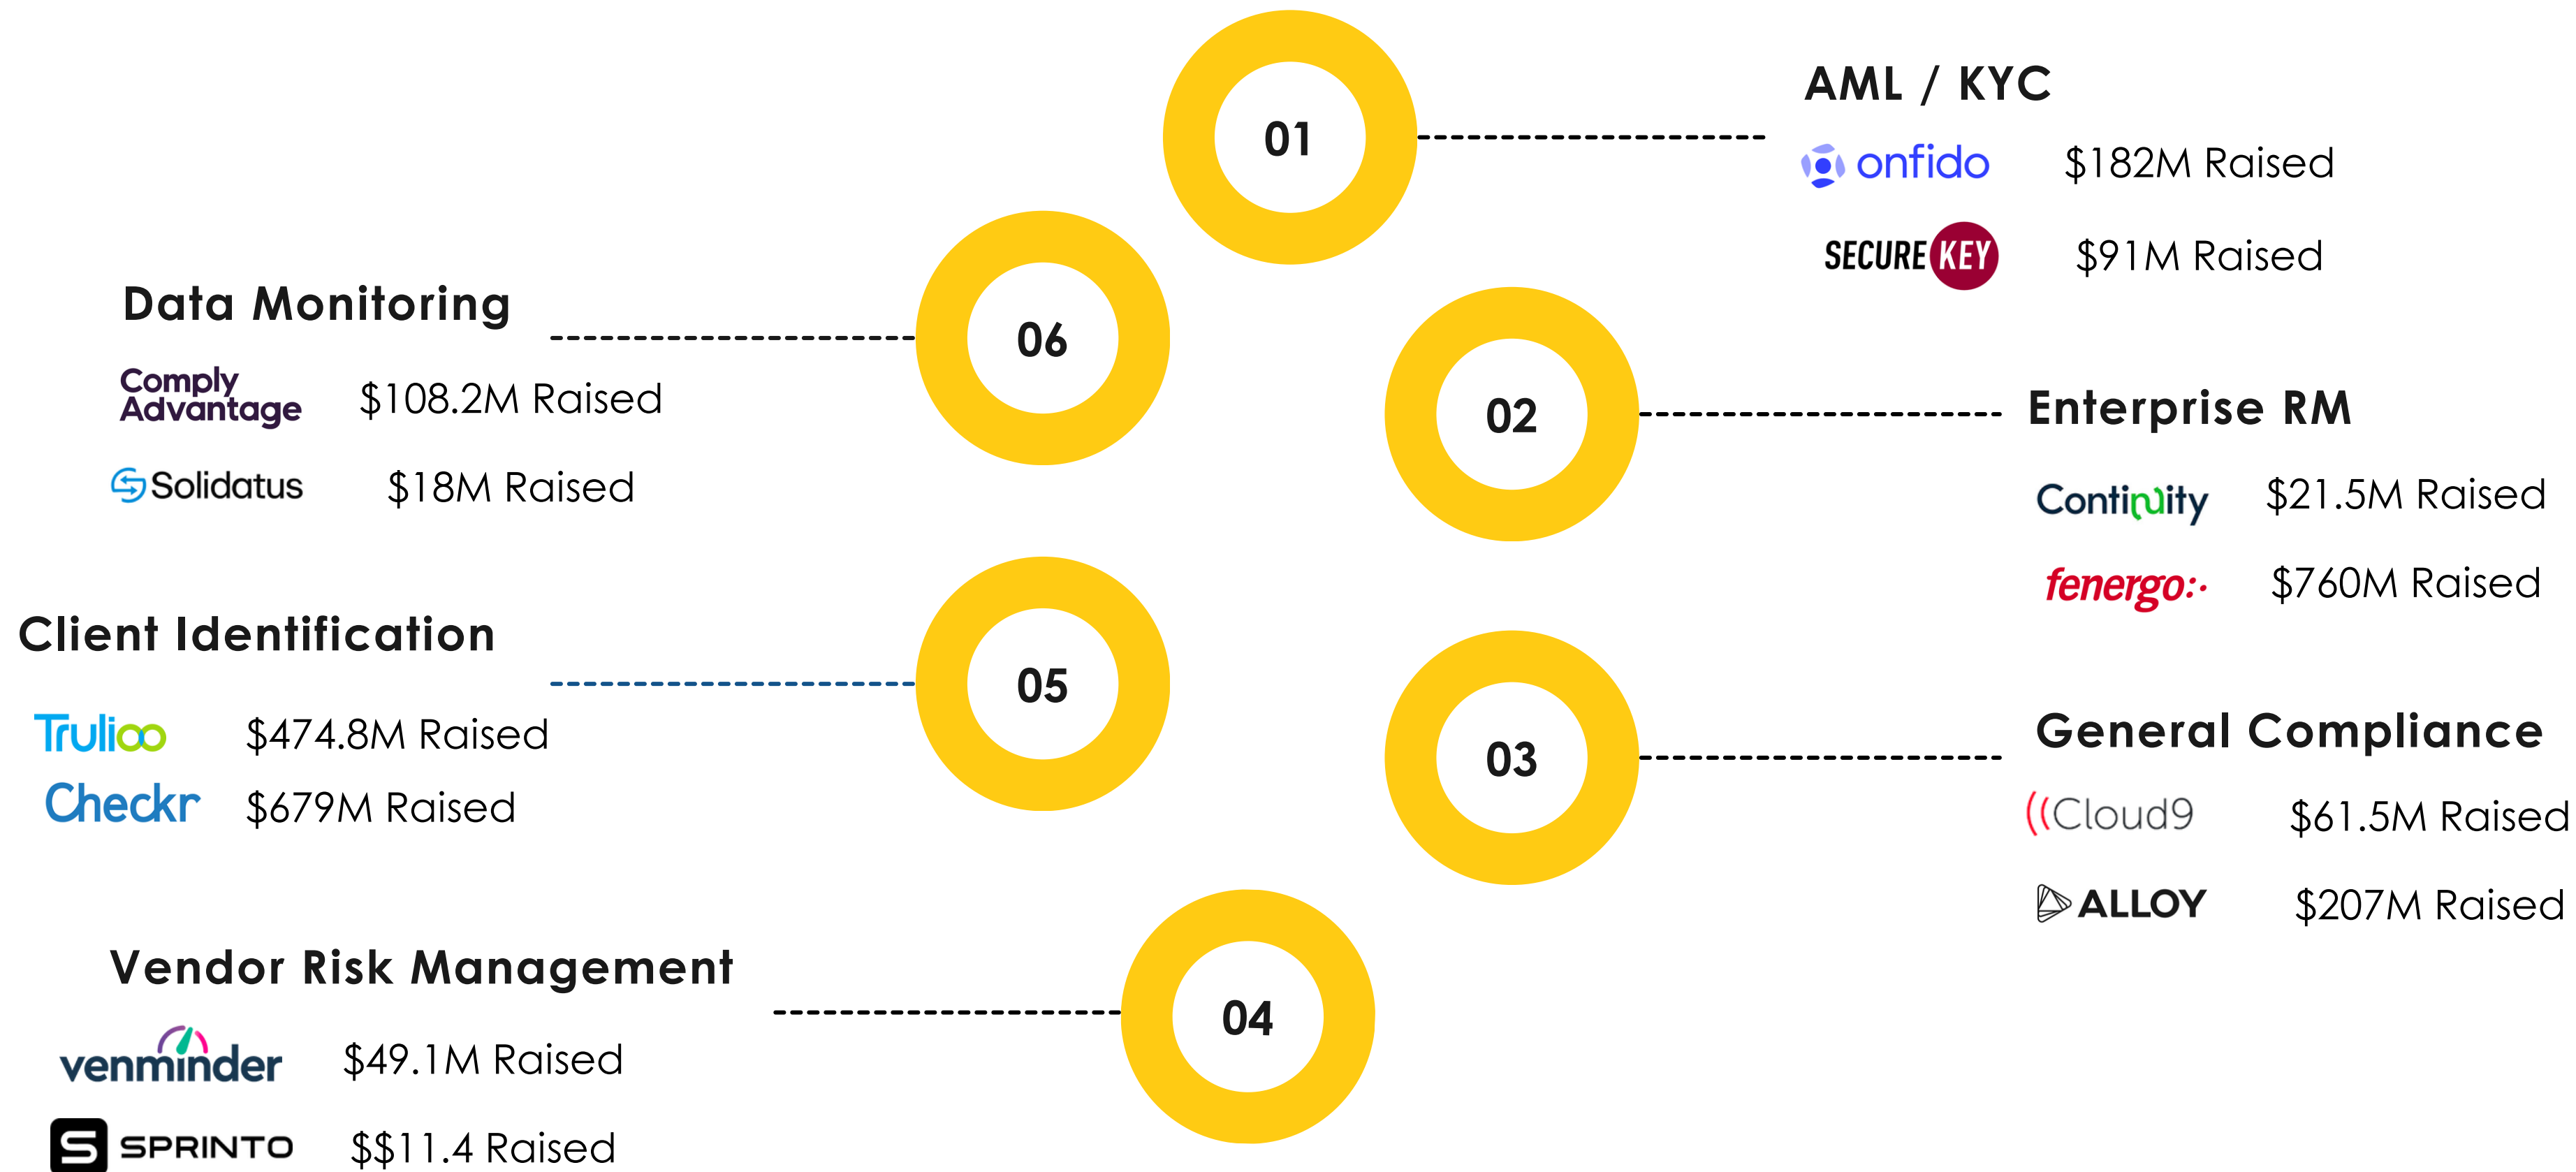 01
AML / KYC
onfido $182M Raised
SECURE KEY $91M Raised
02
Enterprise RM
Continuity $21.5M Raised
fenergo $760M Raised
03
General Compliance
Cloud9 $61.5M Raised
ALLOY $207M Raised
04
Vendor Risk Management
venminder $49.1M Raised
S SPRINTO $$11.4 Raised
05
Client Identification
Trulioo $474.8M Raised
Checkr $679M Raised
06
Data Monitoring
Comply
Advantage $108.2M Raised
Solidatus $18M Raised